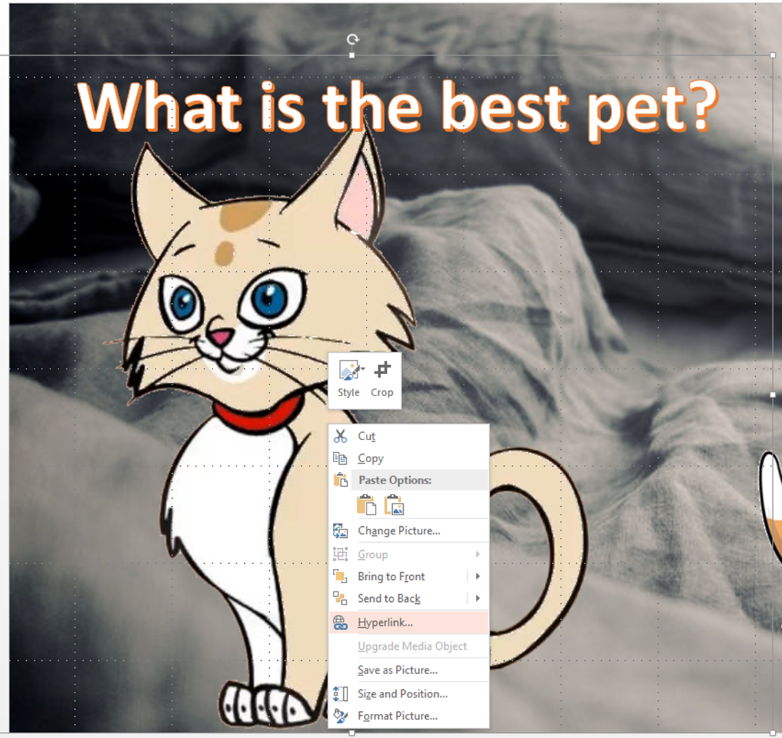 What is the best pet?
Style Crop
Cut
Copy
Paste Options:
Change Picture...
Group
Bring to Front
Send to Back
Hyperlink...
Upgrade Media Object
Save as Picture...
Size and Position...
Format Picture...